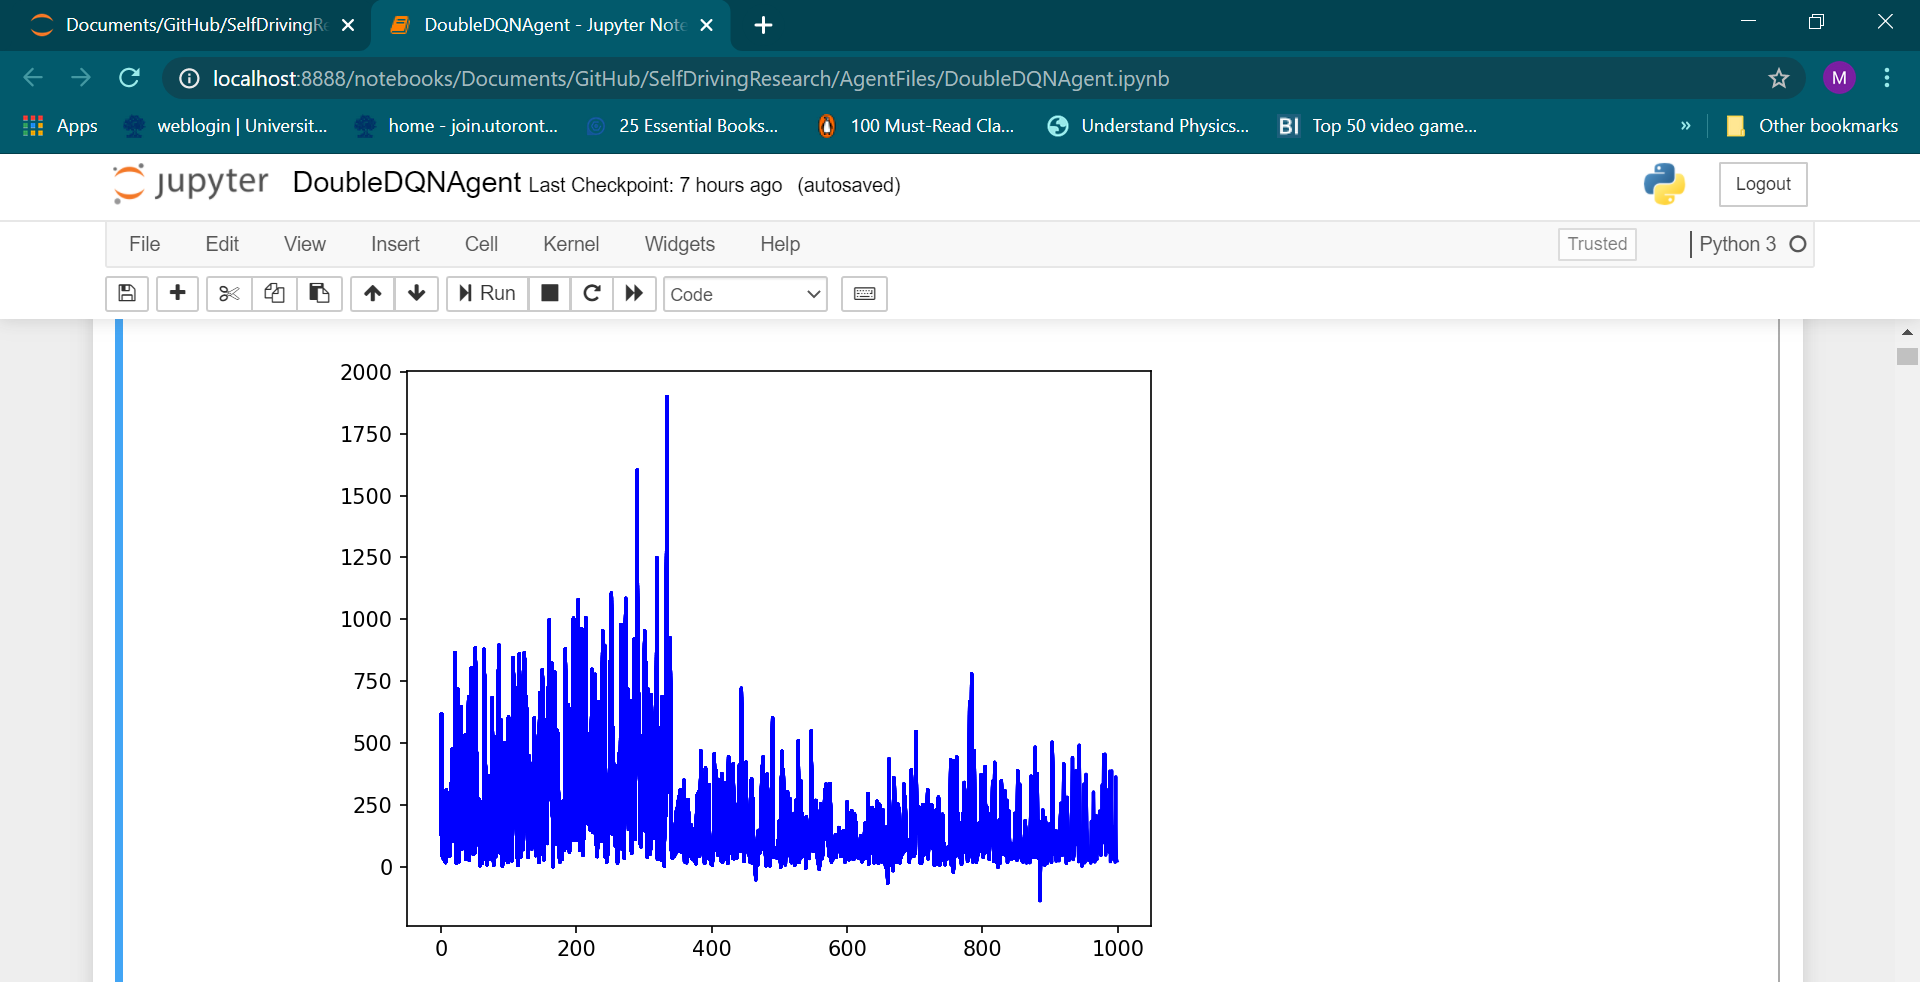 Documents/GitHub/SelfDrivingRe
DoubleDQNAgent - Jupyter Note
localhost:8888/notebooks/Documents/GitHub/SelfDrivingResearch/AgentFiles/DoubleDQNAgent.ipynb
M
Apps
weblogin | Universit...
home - join.utoront...
25 Essential Books...
100 Must-Read Cla...
Understand Physics...
BI Top 50 video game...
»
Other bookmarks
jupyter DoubleDQNAgent Last Checkpoint: 7 hours ago (autosaved)
Logout
File Edit View Insert Cell Kernel Widgets Help
Trusted
Python 3
Run
Code
2000
1750
1500
1250
1000
750
500
250
0
0 200 400 600 800 1000